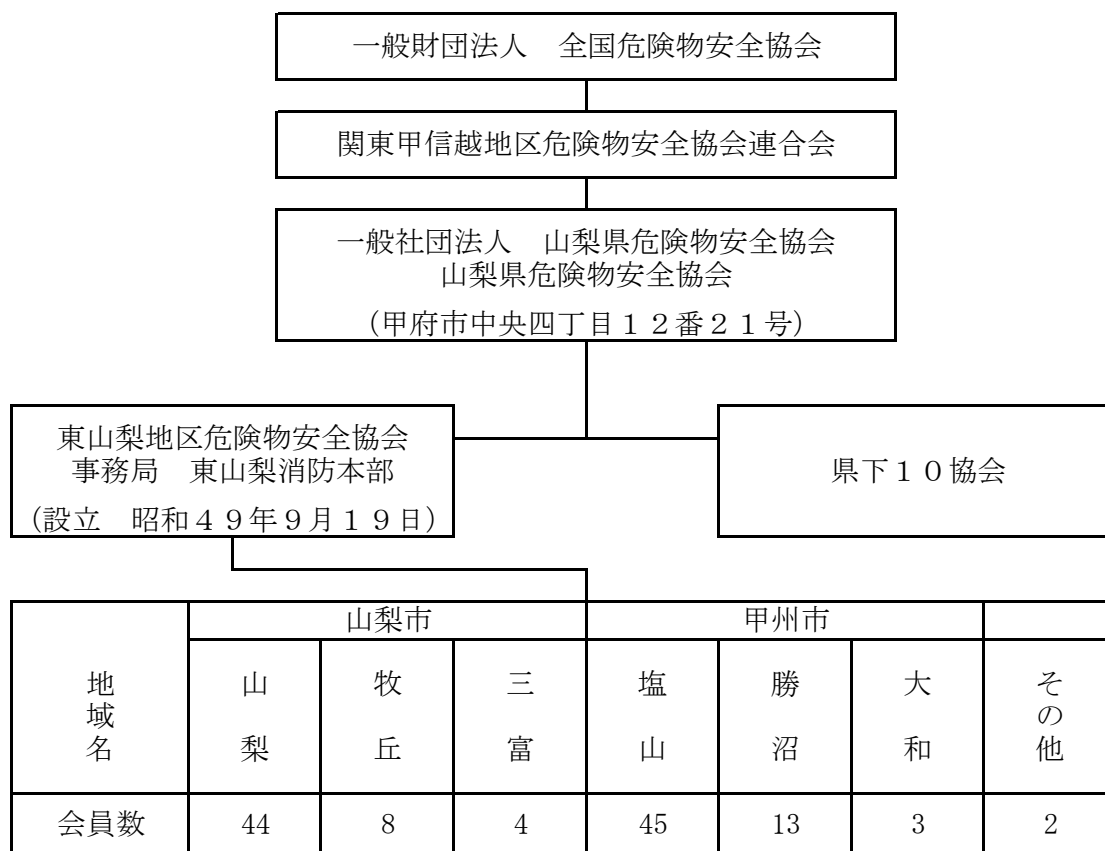 一般財団法人　全国危険物安全協会
関東甲信越地区危険物安全協会連合会
一般社団法人　山梨県危険物安全協会
山梨県危険物安全協会
（甲府市中央四丁目１２番２１号）
東山梨地区危険物安全協会
事務局　東山梨消防本部
（設立　昭和４９年９月１９日）
県下１０協会
地域名
山梨市
甲州市
山梨
牧丘
三富
塩山
勝沼
大和
その他
会員数 44 8 4 45 13 3 2